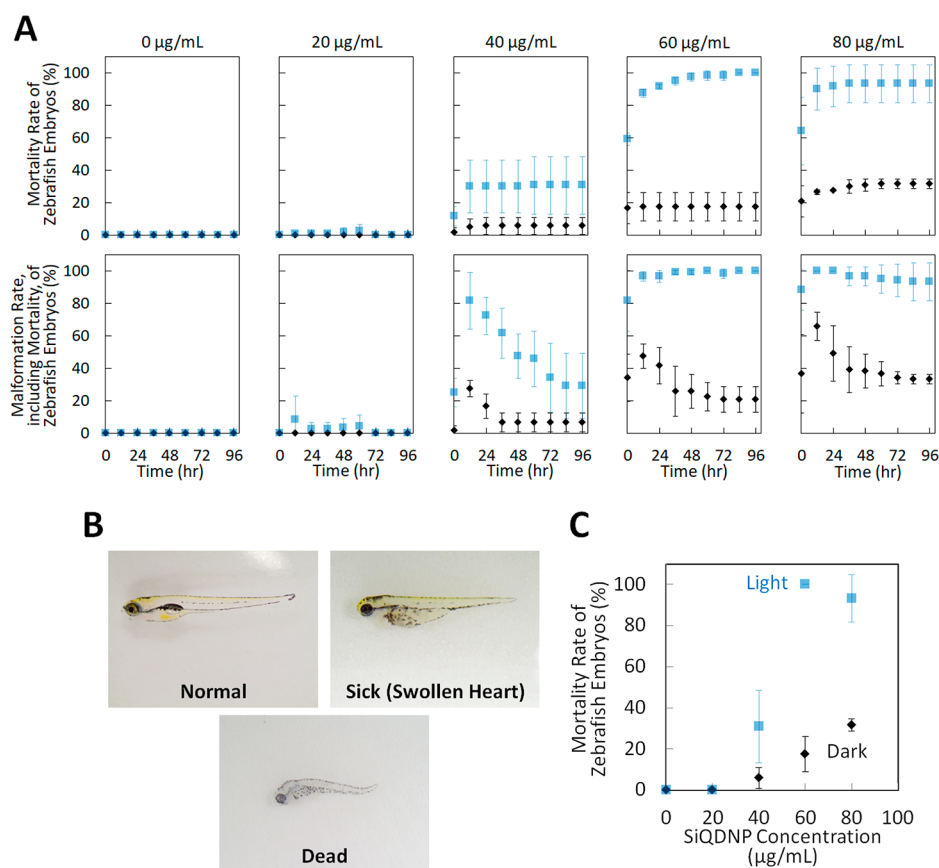 A
0 µg/mL 20 µg/mL 40 µg/mL 60 µg/mL 80 µg/mL
Mortality Rate of
Zebrafish Embryos (%)
100
80
60
40
20
0
Malformation Rate,
including Mortality, of
Zebrafish Embryos (%)
100
80
60
40
20
0
0 24 48 72 96 0 24 48 72 96 0 24 48 72 96 0 24 48 72 96 0 24 48 72 96
Time (hr) Time (hr) Time (hr) Time (hr) Time (hr)
B
Normal
Sick (Swollen Heart)
Dead
C
Mortality Rate of
Zebrafish Embryos (%)
100
80
60
40
20
0
Light
Dark
0 20 40 60 80 100
SiQDNP Concentration
(µg/mL)